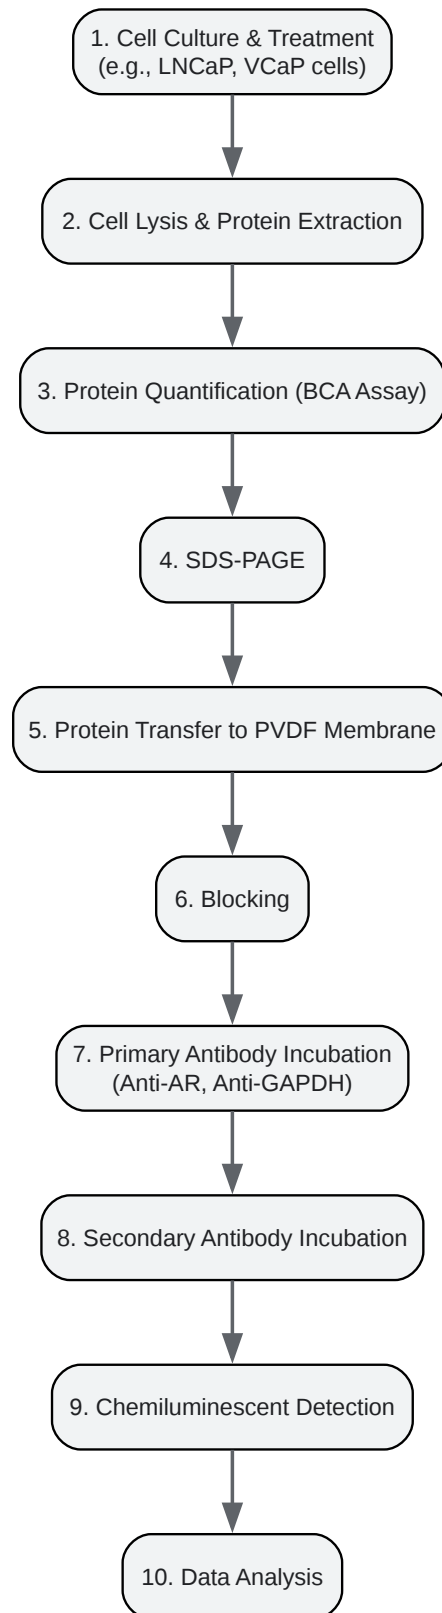 1. Cell Culture & Treatment
(e.g., LNCaP, VCaP cells)
2. Cell Lysis & Protein Extraction
3. Protein Quantification (BCA Assay)
4. SDS-PAGE
5. Protein Transfer to PVDF Membrane
6. Blocking
7. Primary Antibody Incubation
(Anti-AR, Anti-GAPDH)
8. Secondary Antibody Incubation
9. Chemiluminescent Detection
10. Data Analysis